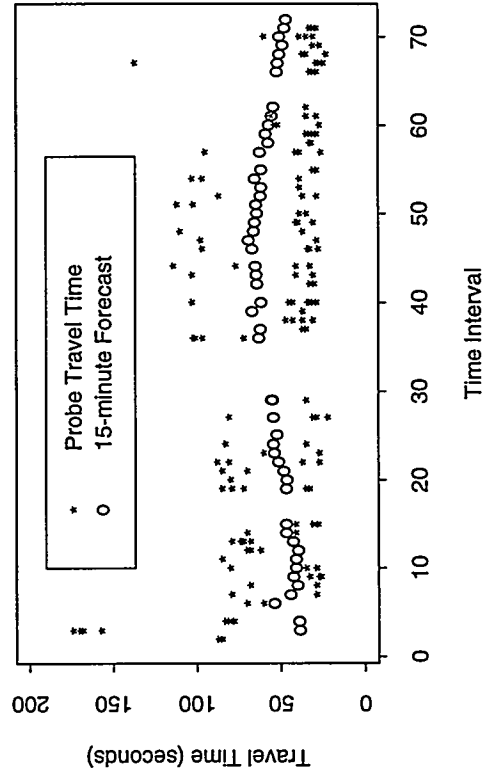 Probe Travel Time
15-minute Forecast
Travel Time (seconds)
200
150
100
50
0
0 10 20 30 40 50 60 70
Time Interval